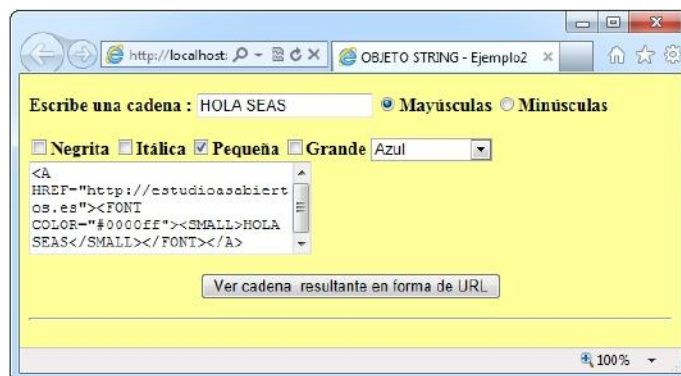 http://localhost:
OBJETO STRING - Ejemplo2
Escribe una cadena : HOLA SEAS Mayúsculas Minúsculas
Negrita Itálica Pequeña Grande Azul
<A
HREF="http://estudioasabiert
os.es"><FONT
COLOR="#0000ff"><SMALL>HOLA
SEAS</SMALL></FONT></A>
Ver cadena resultante en forma de URL
100%